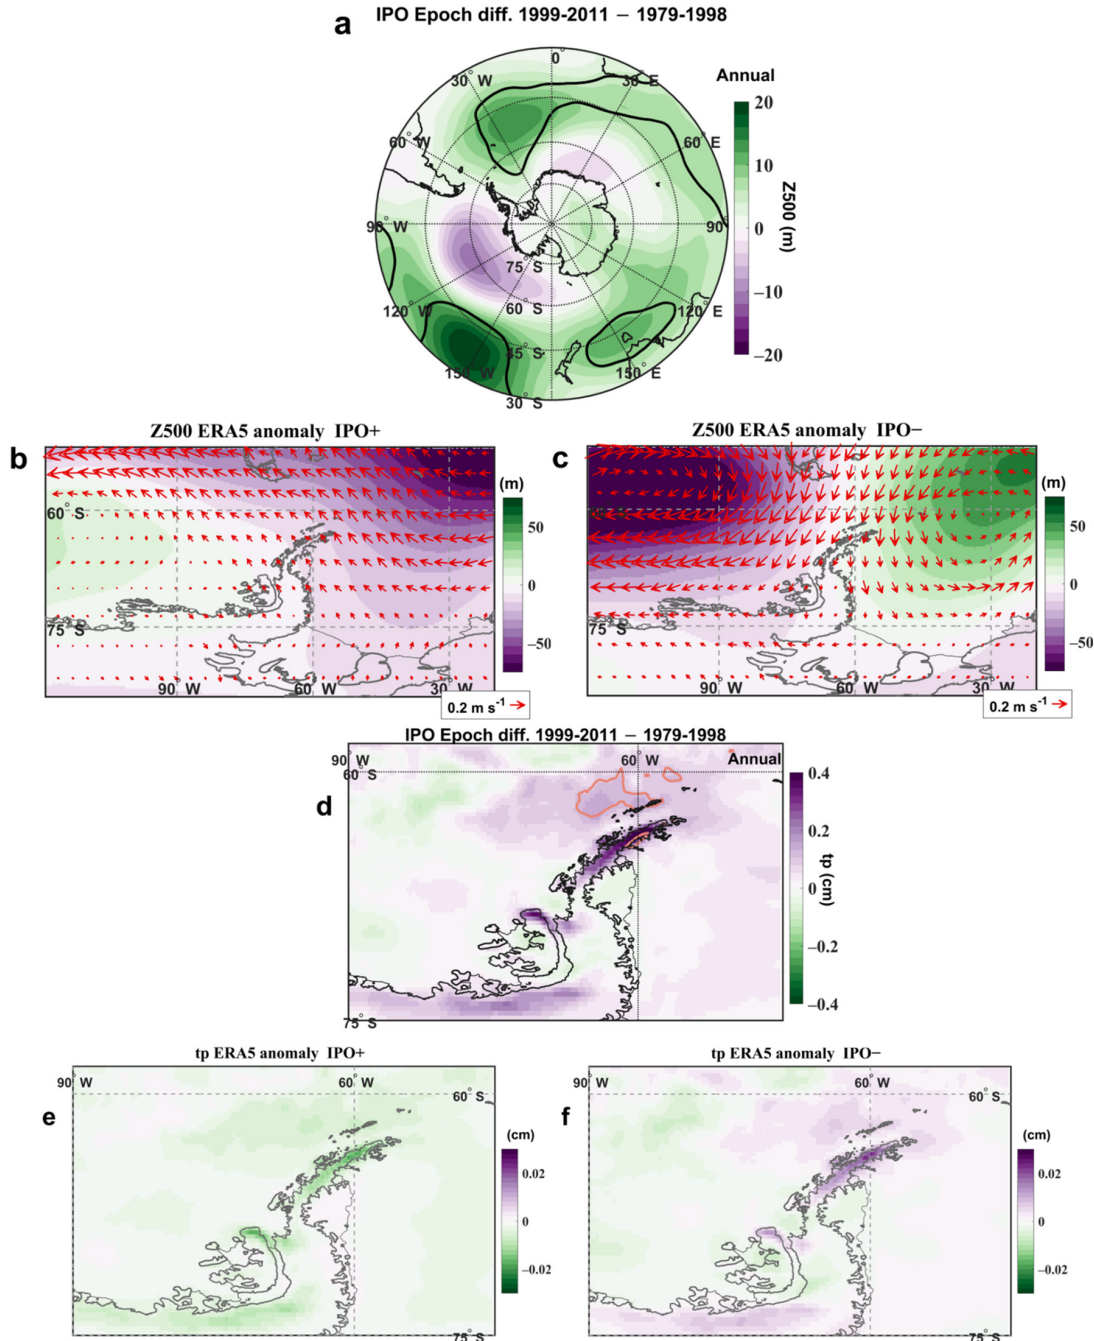 IPO Epoch diff. 1999-2011 – 1979-1998
a
0°
30° W
30° E
Annual
20
60° W
60° E
10
90° W
90°
0
Z500 (m)
75° S
–10
120° W
60° S
120° E
45° S
–20
150° W
150° E
30° S
Z500 ERA5 anomaly IPO+
Z500 ERA5 anomaly IPO–
b
c
(m)
(m)
60° S
60° S
50
50
0
0
75° S
75° S
–50
–50
90° W
60° W
30° W
90° W
60° W
30° W
0.2 m s-1
0.2 m s-1
IPO Epoch diff. 1999-2011 – 1979-1998
90° W
60° W
Annual
60° S
0.4
d
0.2
0
tp (cm)
–0.2
–0.4
75° S
tp ERA5 anomaly IPO+
tp ERA5 anomaly IPO–
90° W
60° W
90° W
60° W
60° S
60° S
e
f
(cm)
(cm)
0.02
0.02
0
0
–0.02
–0.02
75° S
75° S